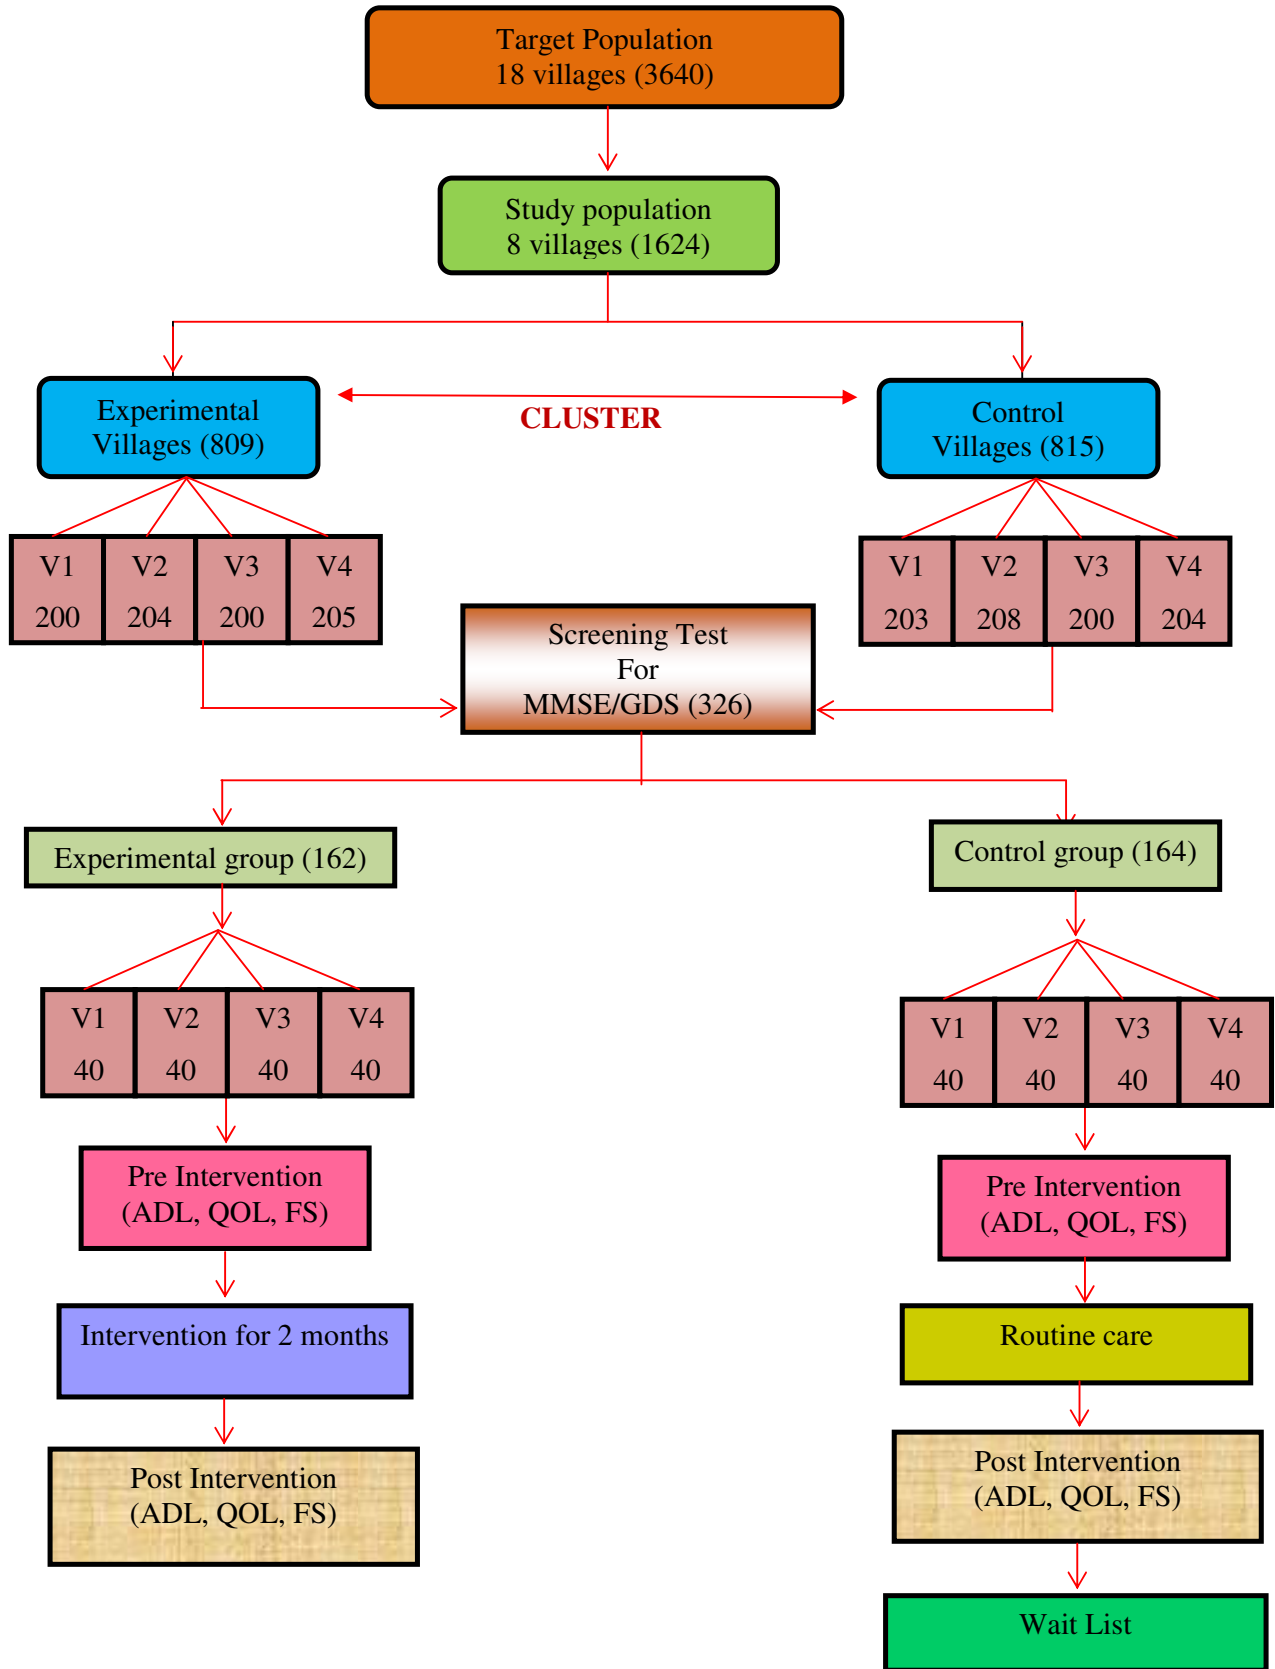 Target Population
18 villages (3640)
Study population
8 villages (1624)
Experimental
Villages (809)
CLUSTER
Control
Villages (815)
V1 V2 V3 V4
200 204 200 205
V1 V2 V3 V4
203 208 200 204
Screening Test
For
MMSE/GDS (326)
Experimental group (162)
Control group (164)
V1 V2 V3 V4
40 40 40 40
V1 V2 V3 V4
40 40 40 40
Pre Intervention
(ADL, QOL, FS)
Pre Intervention
(ADL, QOL, FS)
Intervention for 2 months
Routine care
Post Intervention
(ADL, QOL, FS)
Post Intervention
(ADL, QOL, FS)
Wait List